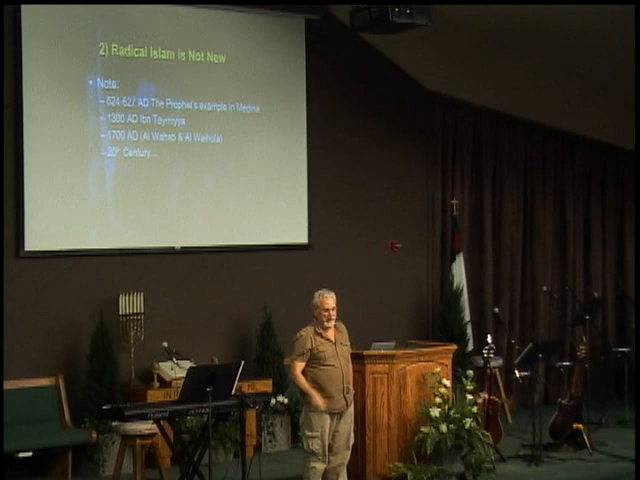 2) Radical Islam is Not New
• Note:
– 624-627 AD The Prophet's example in Medina
– 1300 AD Ibn Taymiyya
– 1700 AD (Al Wahab & Al
– 20th Century...
IN